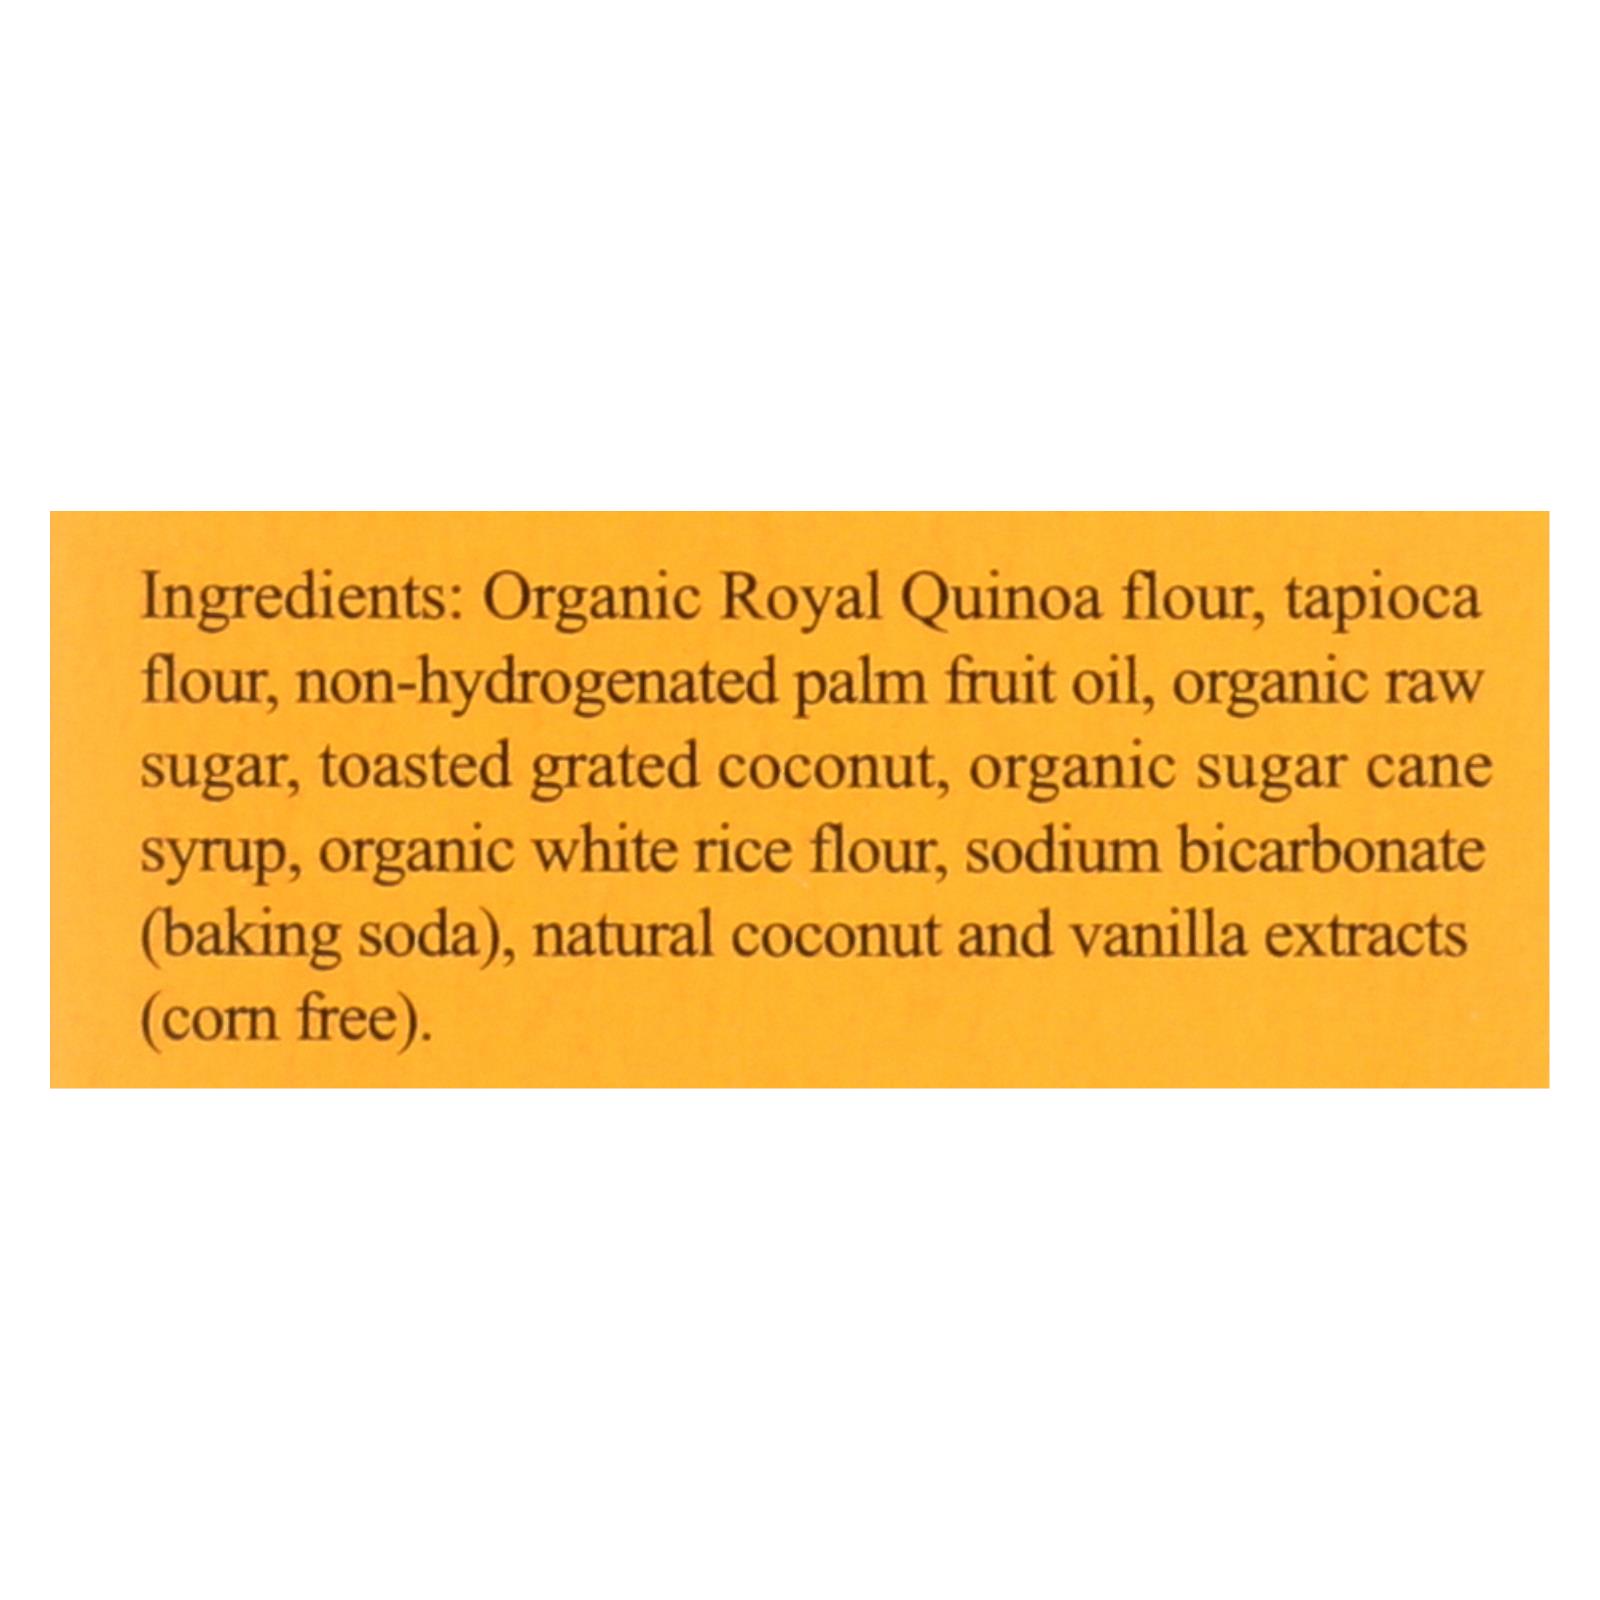 Ingredients: Organic Royal Quinoa flour, tapioca
flour, non-hydrogenated palm fruit oil, organic raw
sugar, toasted grated coconut, organic sugar cane
syrup, organic white rice flour, sodium bicarbonate
(baking soda), natural coconut and vanilla extracts
(corn free).